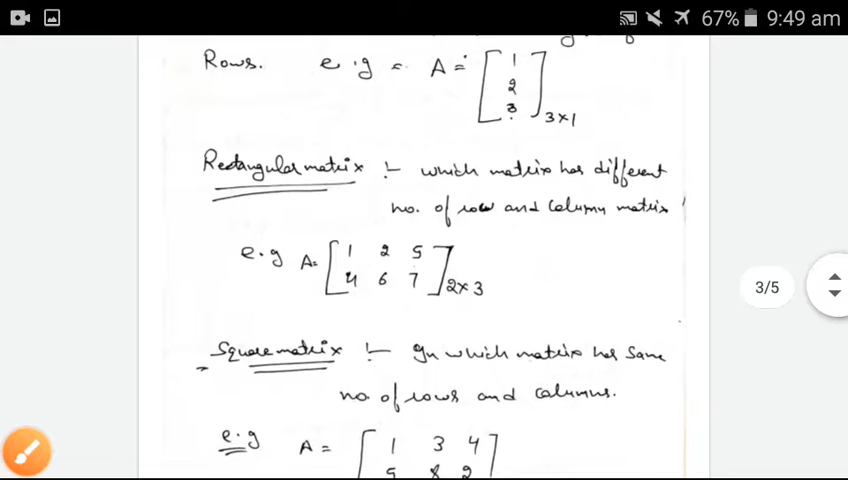 67% 9:49 am
Rows. e.g = A = [ 1
2
3 ] 3×1
Rectangular matrix :- which matrix has different
no. of row and column matrix
e.g A= [ 1 2 5
4 6 7 ] 2×3
3/5
Square matrix :- In which matrix has same
no of rows and columns.
e.g A = [ 1 3 4
8 2 ]